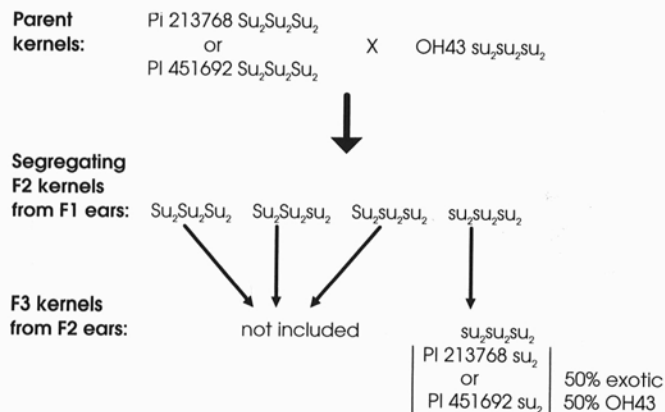 Parent Pi 213768 Su₂Su₂Su₂
kernels: or X OH43 su₂su₂su₂
PI 451692 Su₂Su₂Su₂
Segregating
F2 kernels
from F1 ears: Su₂Su₂Su₂ Su₂Su₂su₂ Su₂su₂su₂ su₂su₂su₂
F3 kernels
from F2 ears: not included su₂su₂su₂
PI 213768 su₂
or 50% exotic
PI 451692 su₂ 50% OH43